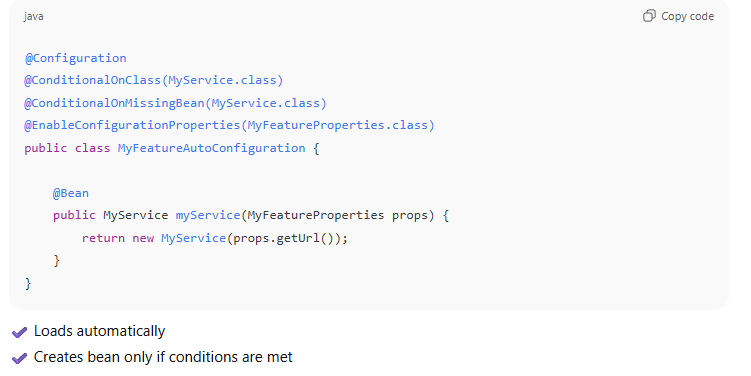 java
Copy code
@Configuration
@ConditionalOnClass(MyService.class)
@ConditionalOnMissingBean(MyService.class)
@EnableConfigurationProperties(MyFeatureProperties.class)
public class MyFeatureAutoConfiguration {
@Bean
public MyService myService(MyFeatureProperties props) {
return new MyService(props.getUrl());
}
}
✔ Loads automatically
✔ Creates bean only if conditions are met